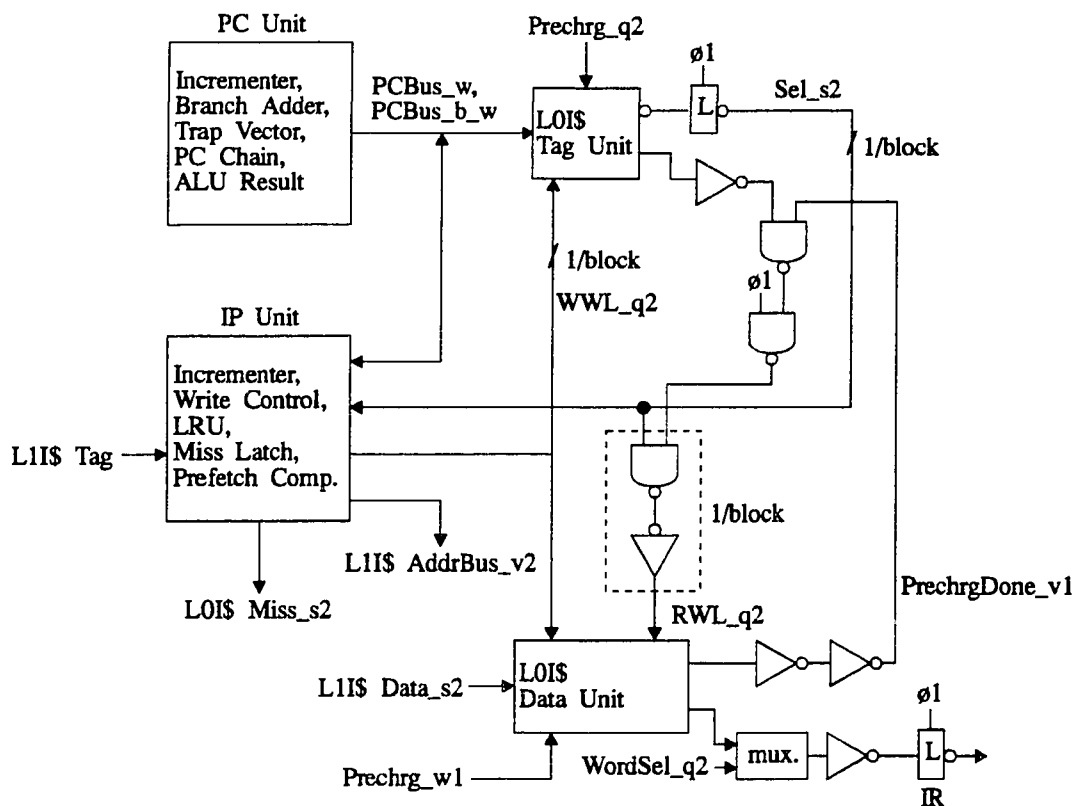 PC Unit
Incrementer,
Branch Adder,
Trap Vector,
PC Chain,
ALU Result
PCBus_w,
PCBus_b_w
Prechrg_q2
L0I$
Tag Unit
ø1
L
Sel_s2
1/block
1/block
WWL_q2
ø1
IP Unit
Incrementer,
Write Control,
LRU,
Miss Latch,
Prefetch Comp.
L1I$ Tag
L1I$ AddrBus_v2
L0I$ Miss_s2
1/block
RWL_q2
PrechrgDone_v1
L0I$
Data Unit
L1I$ Data_s2
Prechrg_w1
WordSel_q2
mux.
ø1
L
IR